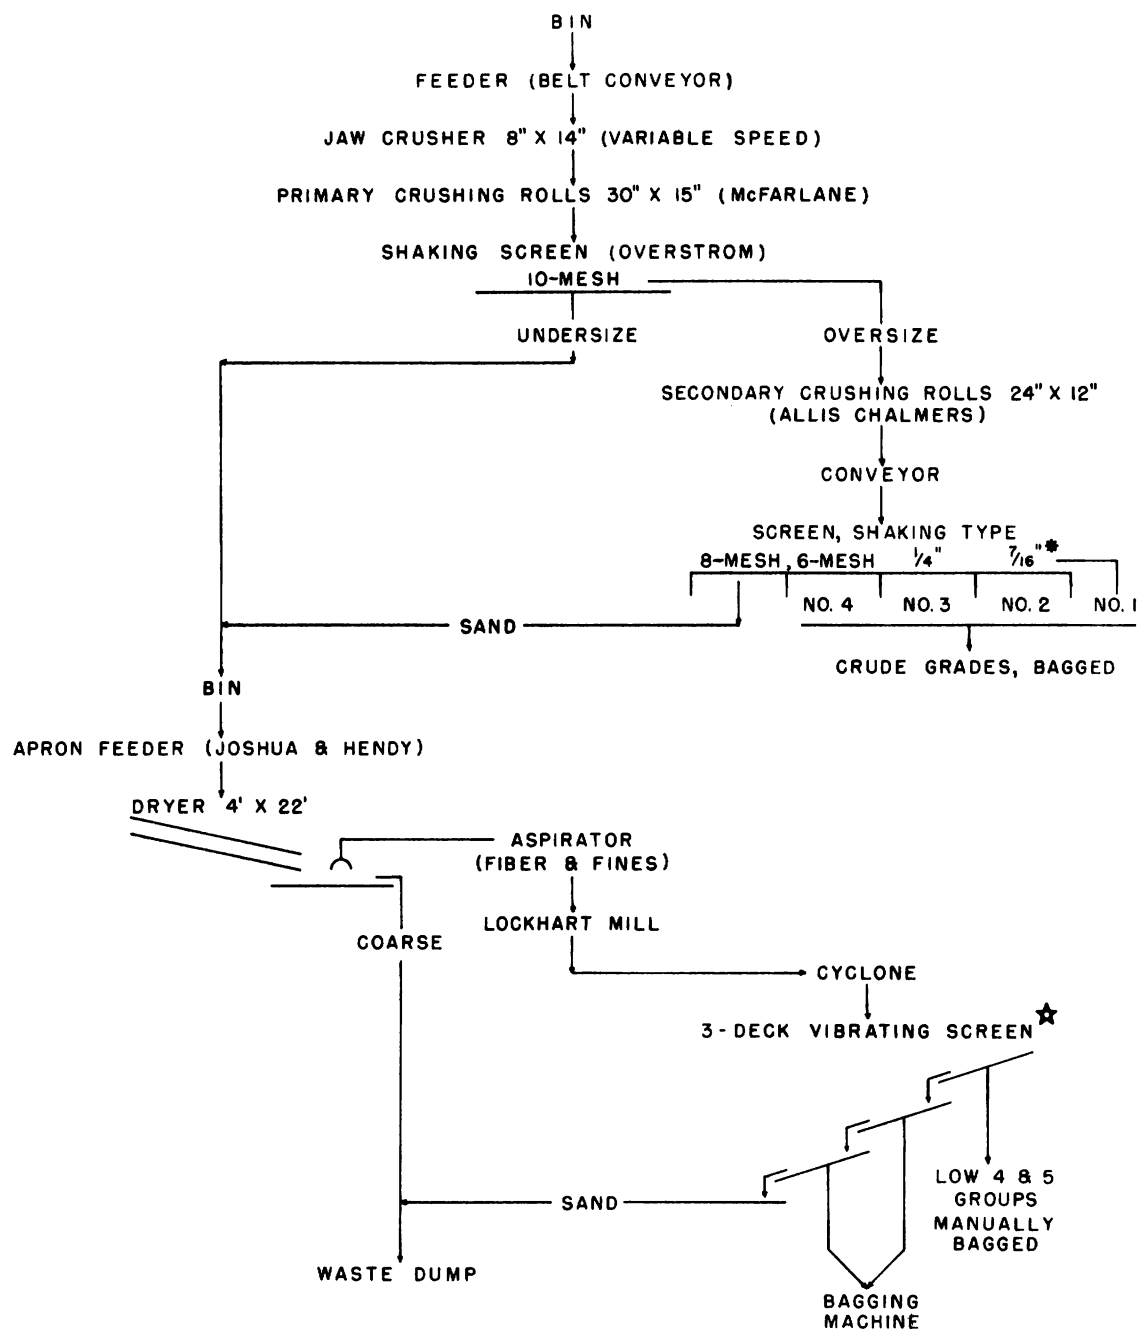 BIN
FEEDER (BELT CONVEYOR)
JAW CRUSHER 8" X 14" (VARIABLE SPEED)
PRIMARY CRUSHING ROLLS 30" X 15" (McFARLANE)
SHAKING SCREEN (OVERSTROM)
10-MESH
UNDERSIZE
OVERSIZE
SECONDARY CRUSHING ROLLS 24" X 12"
(ALLIS CHALMERS)
CONVEYOR
SCREEN, SHAKING TYPE
8-MESH, 6-MESH 1/4" 7/16"*
NO. 4 NO. 3 NO. 2 NO. 1
SAND
CRUDE GRADES, BAGGED
BIN
APRON FEEDER (JOSHUA & HENDY)
DRYER 4' X 22'
ASPIRATOR
(FIBER & FINES)
LOCKHART MILL
COARSE
CYCLONE
3-DECK VIBRATING SCREEN☆
LOW 4 & 5
GROUPS
MANUALLY
BAGGED
SAND
WASTE DUMP
BAGGING
MACHINE